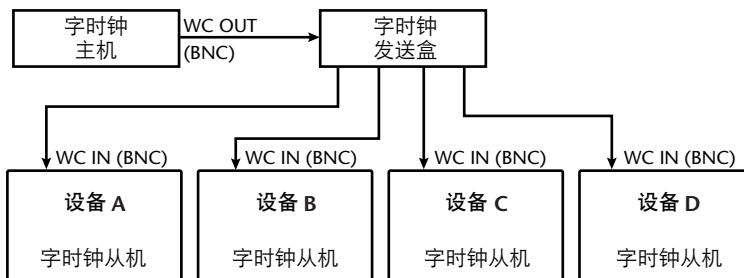 字时钟
主机
WC OUT
(BNC)
字时钟
发送盒
WC IN (BNC)
WC IN (BNC)
WC IN (BNC)
WC IN (BNC)
设备 A
设备 B
设备 C
设备 D
字时钟从机
字时钟从机
字时钟从机
字时钟从机